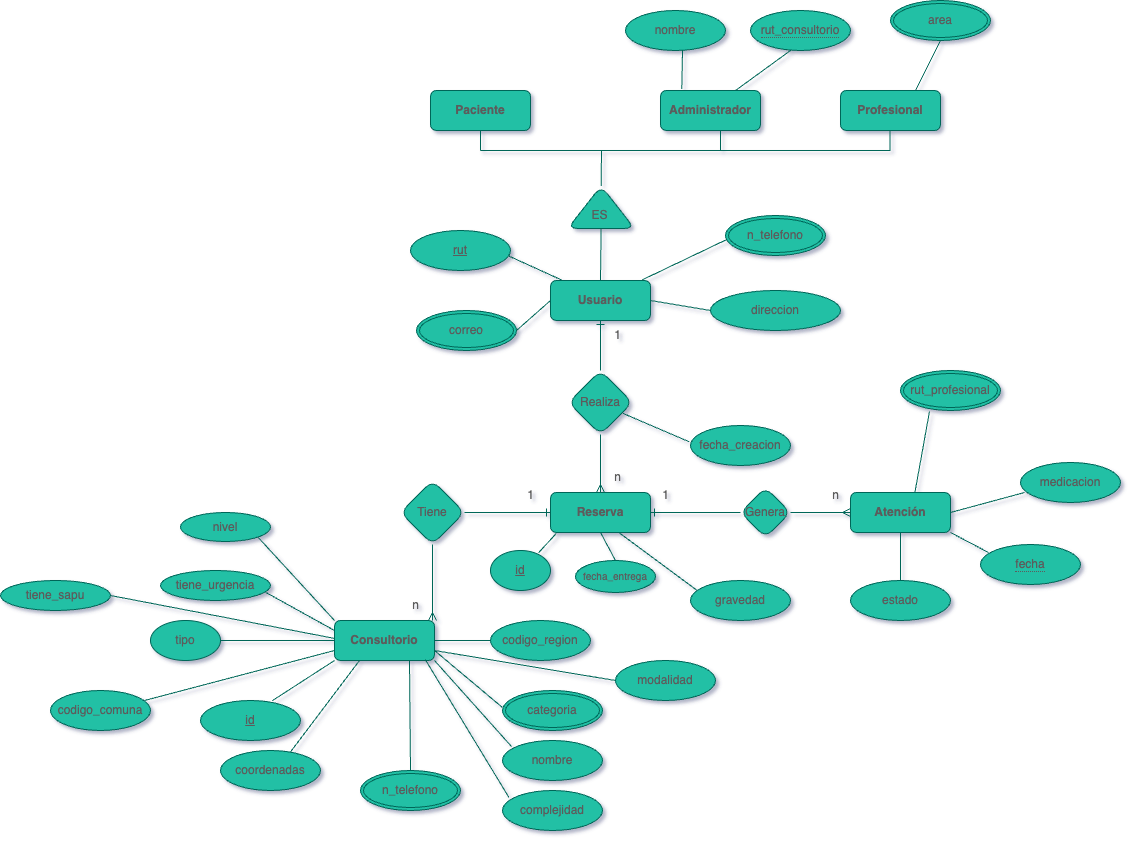 nombre
rut_consultorio
area
Paciente
Administrador
Profesional
ES
rut
n_telefono
Usuario
direccion
correo
1
rut_profesional
Realiza
fecha_creacion
n
medicacion
1
1
n
Tiene
Reserva
Genera
Atención
nivel
fecha
id
fecha_entrega
tiene_urgencia
tiene_sapu
gravedad
estado
n
tipo
Consultorio
codigo_region
modalidad
codigo_comuna
id
categoria
nombre
coordenadas
n_telefono
complejidad